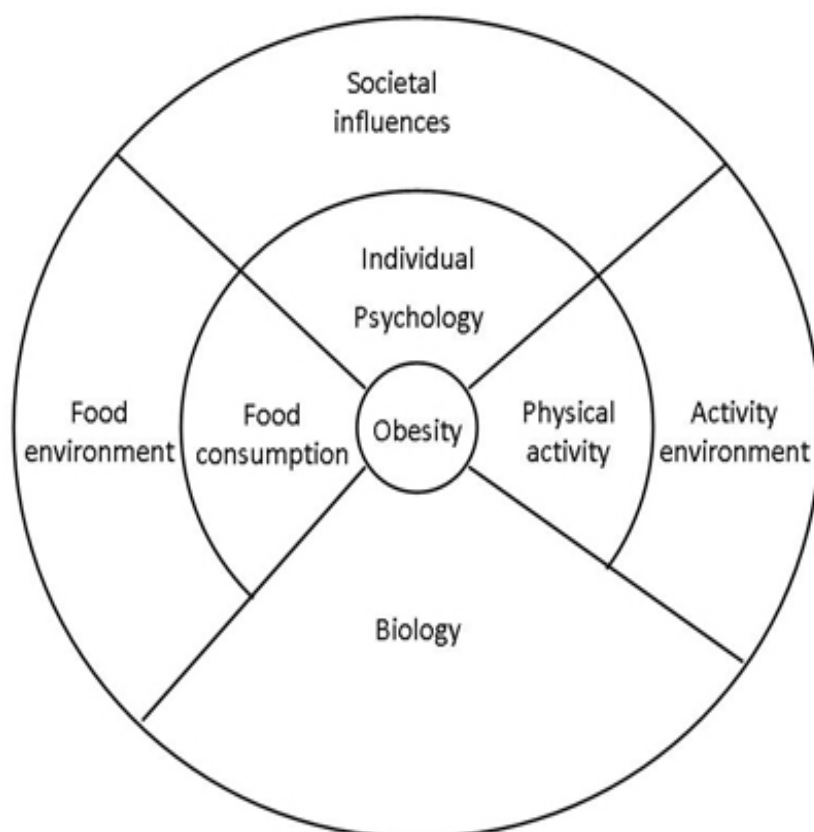 Societal
influences
Individual
Psychology
Food
environment
Food
consumption
Obesity
Physical
activity
Activity
environment
Biology